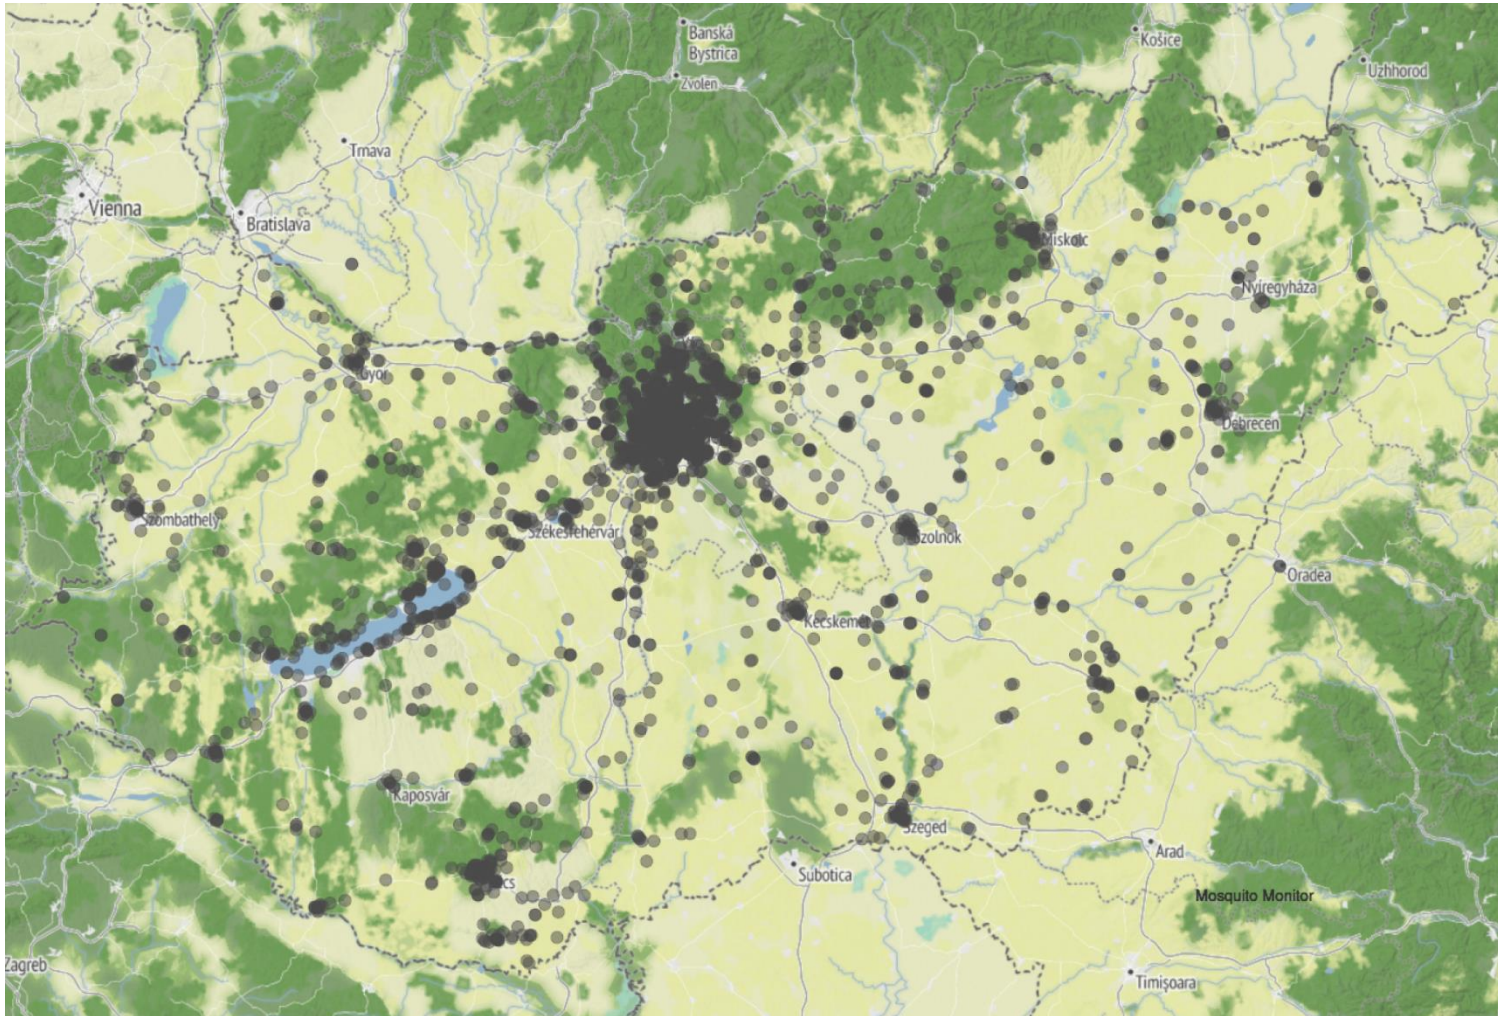 Banská
Bystrica
Košice
Uzhhorod
Zvolen
Trnava
Vienna
Bratislava
Miskolc
Nyíregyháza
Győr
Debrecen
Szombathely
Székesfehérvár
Szolnok
Oradea
Kecskemét
Kaposvár
Szeged
Arad
Subotica
Mosquito Monitor
Zagreb
Timişoara